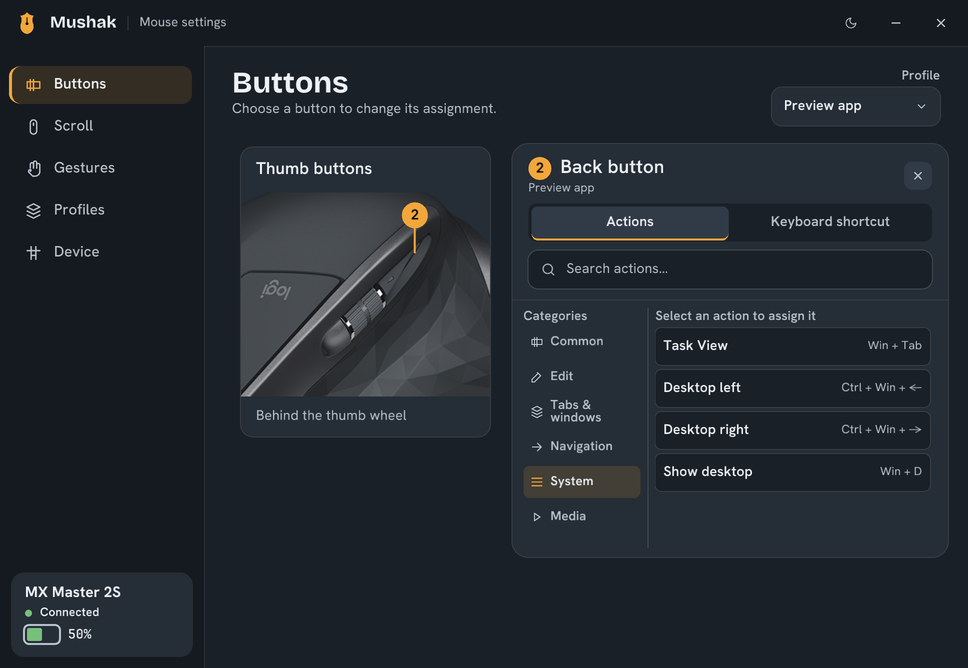 Mushak
Mouse settings
Buttons
Scroll
Gestures
Profiles
Device
MX Master 2S
Connected
50%
Buttons
Choose a button to change its assignment.
Profile
Preview app
Thumb buttons
2
logi
Behind the thumb wheel
2 Back button
Preview app
Actions
Keyboard shortcut
Search actions...
Categories
Common
Edit
Tabs &
windows
Navigation
System
Media
Select an action to assign it
Task View Win + Tab
Desktop left Ctrl + Win + ←
Desktop right Ctrl + Win + →
Show desktop Win + D